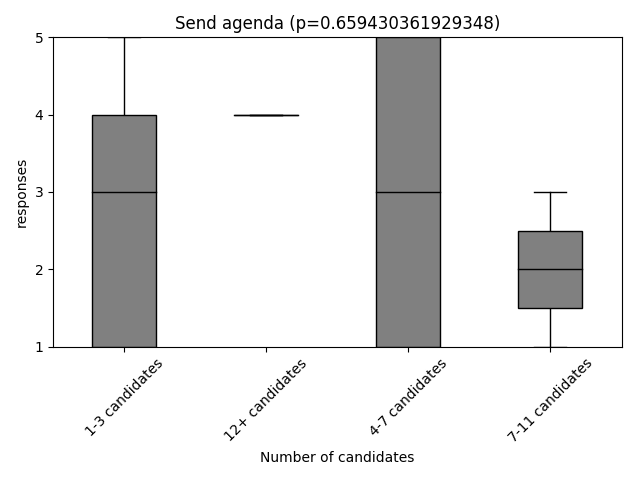 Send agenda (p=0.659430361929348)
responses
5
4
3
2
1
1-3 candidates
12+ candidates
4-7 candidates
7-11 candidates
Number of candidates